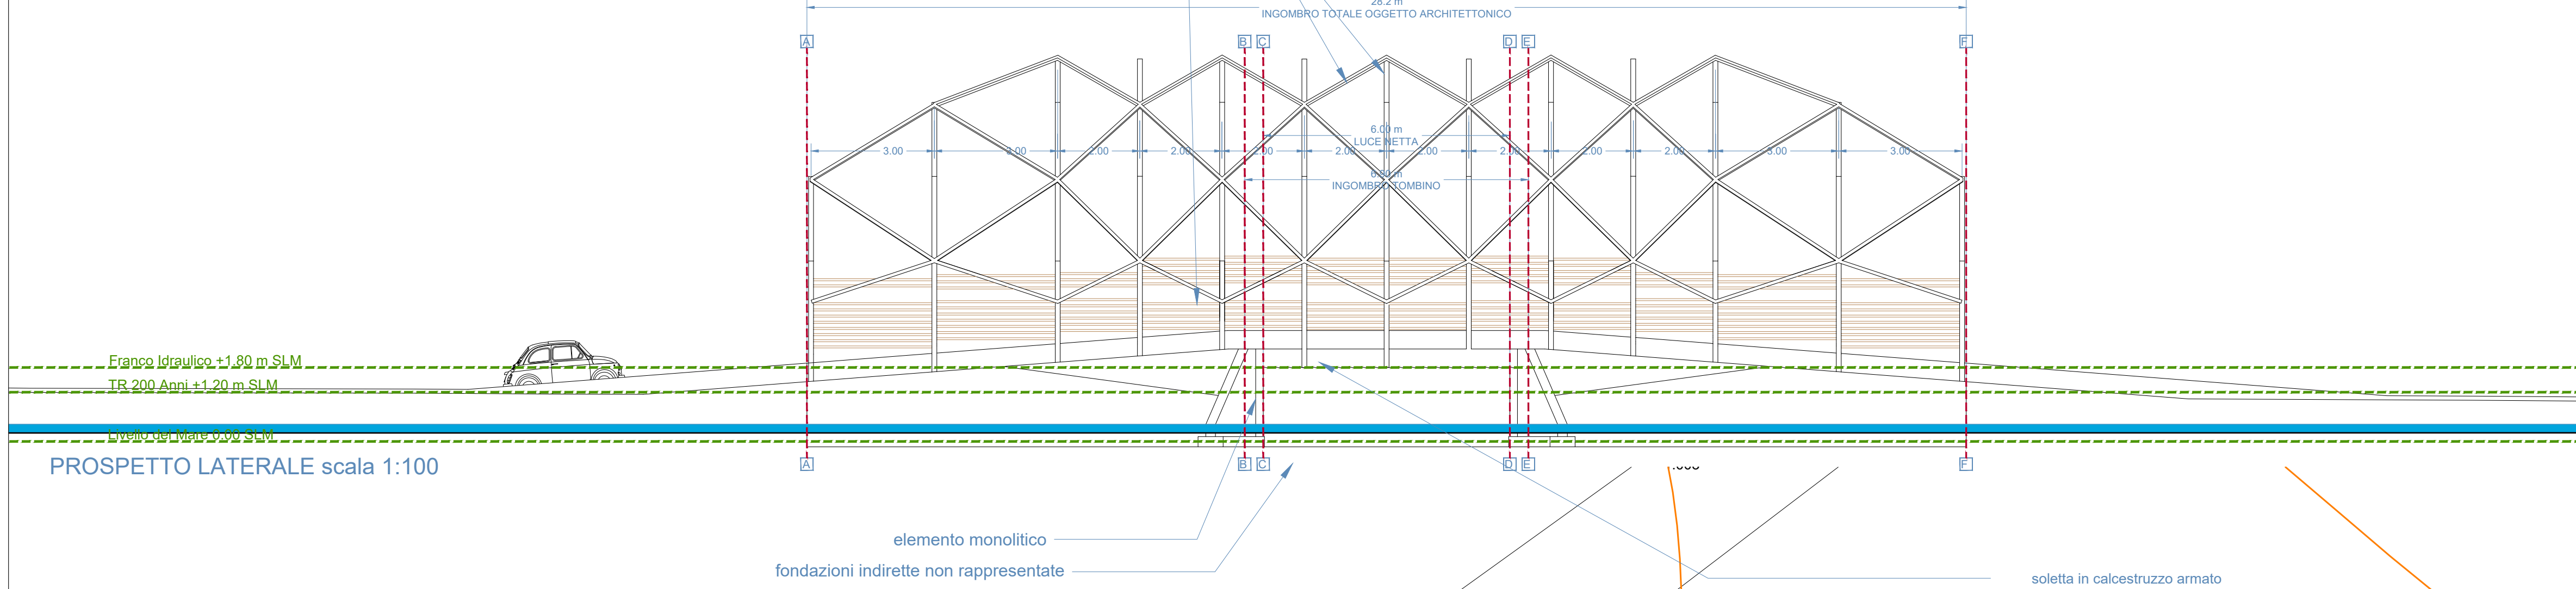 28.2 m
INGOMBRO TOTALE OGGETTO ARCHITETTONICO
A B C D E F
6.00 m
LUCE NETTA
3.00 3.00 2.00 2.00 2.00 2.00 2.00 2.00 2.00 2.00 3.00 3.00
INGOMBRO TOMBINO
Franco Idraulico +1.80 m SLM
TR 200 Anni +1.20 m SLM
Livello del Mare 0.00 SLM
PROSPETTO LATERALE scala 1:100
A B C D E F
elemento monolitico
fondazioni indirette non rappresentate
soletta in calcestruzzo armato